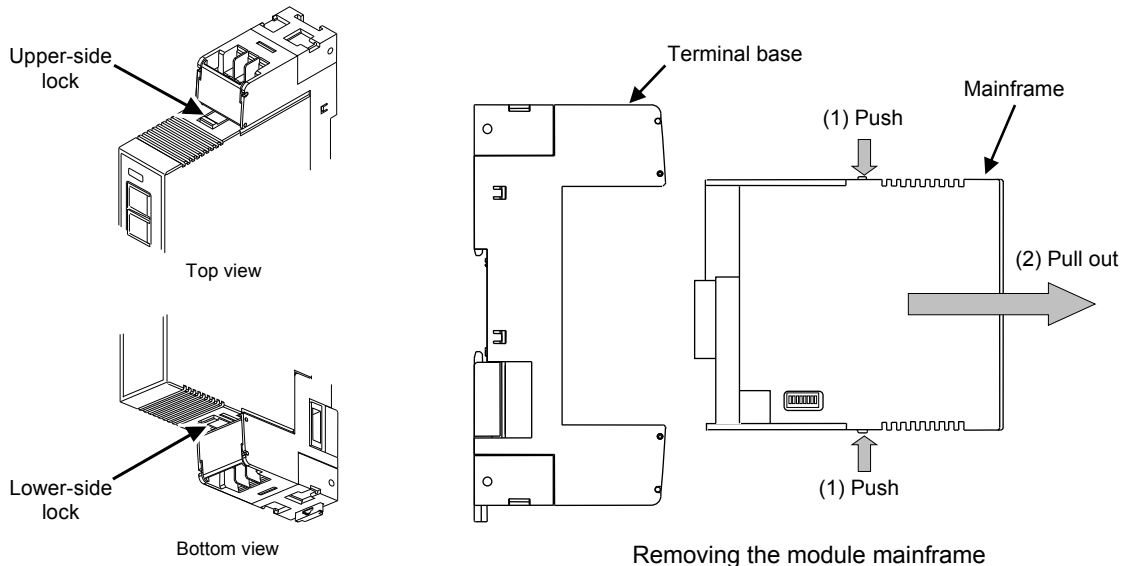 Upper-side
lock
Top view
Lower-side
lock
Bottom view
Terminal base
Mainframe
(1) Push
(2) Pull out
(1) Push
Removing the module mainframe